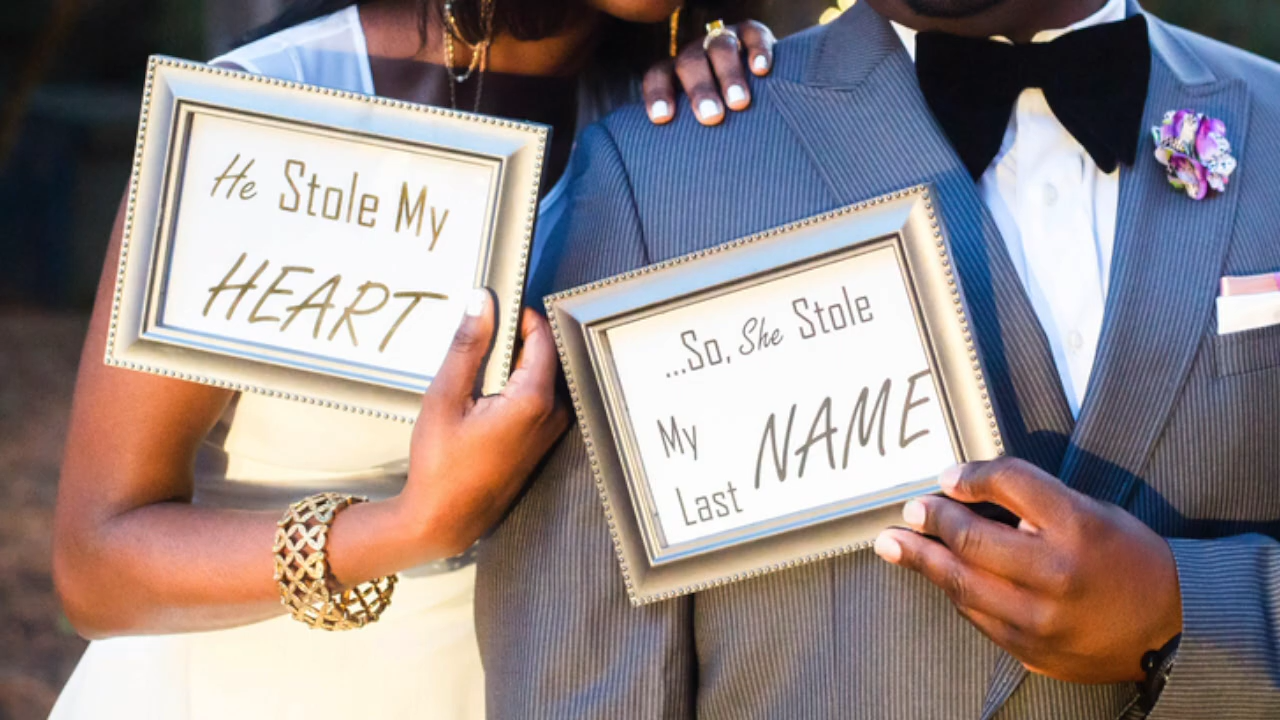 He Stole My
HEART
...So, She Stole
My NAME
Last